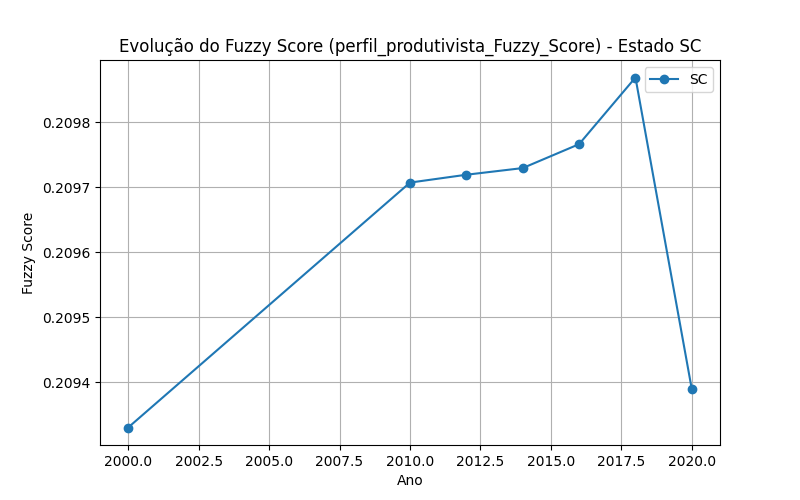 Evolução do Fuzzy Score (perfil_produtivista_Fuzzy_Score) - Estado SC
SC
Fuzzy Score
0.2098
0.2097
0.2096
0.2095
0.2094
2000.0 2002.5 2005.0 2007.5 2010.0 2012.5 2015.0 2017.5 2020.0
Ano